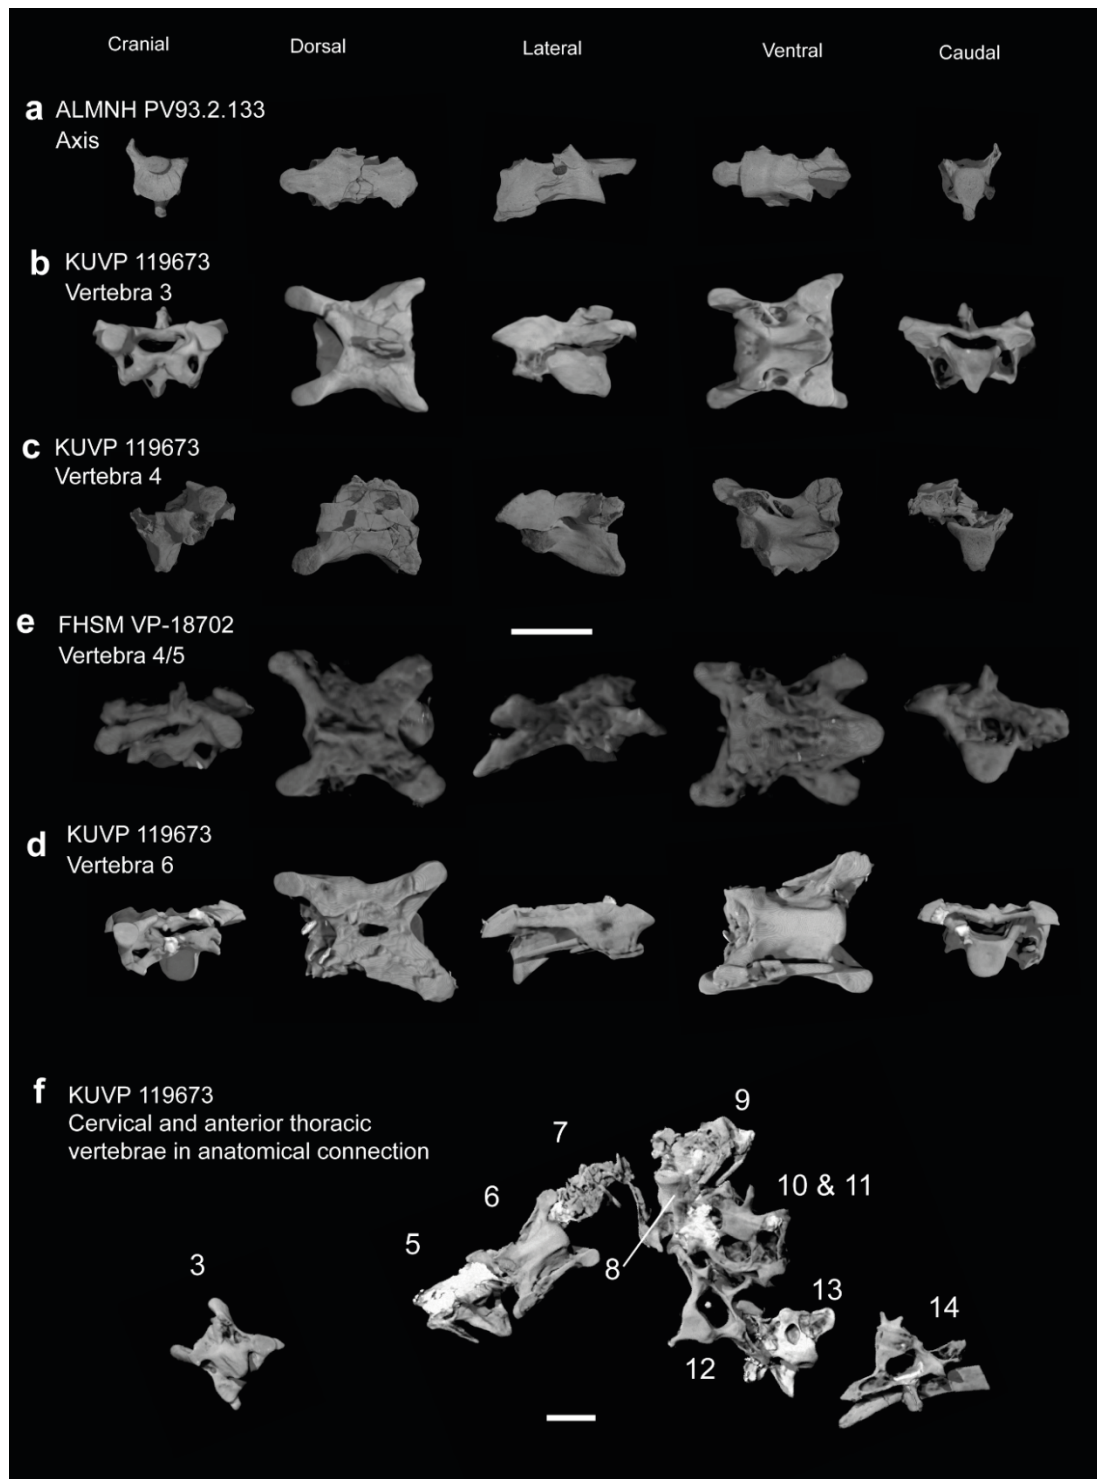 Cranial
Dorsal
Lateral
Ventral
Caudal
a ALMNH PV93.2.133
Axis
b KUVP 119673
Vertebra 3
c KUVP 119673
Vertebra 4
e FHSM VP-18702
Vertebra 4/5
d KUVP 119673
Vertebra 6
f KUVP 119673
Cervical and anterior thoracic
vertebrae in anatomical connection
3
5
6
7
8
9
10 & 11
12
13
14